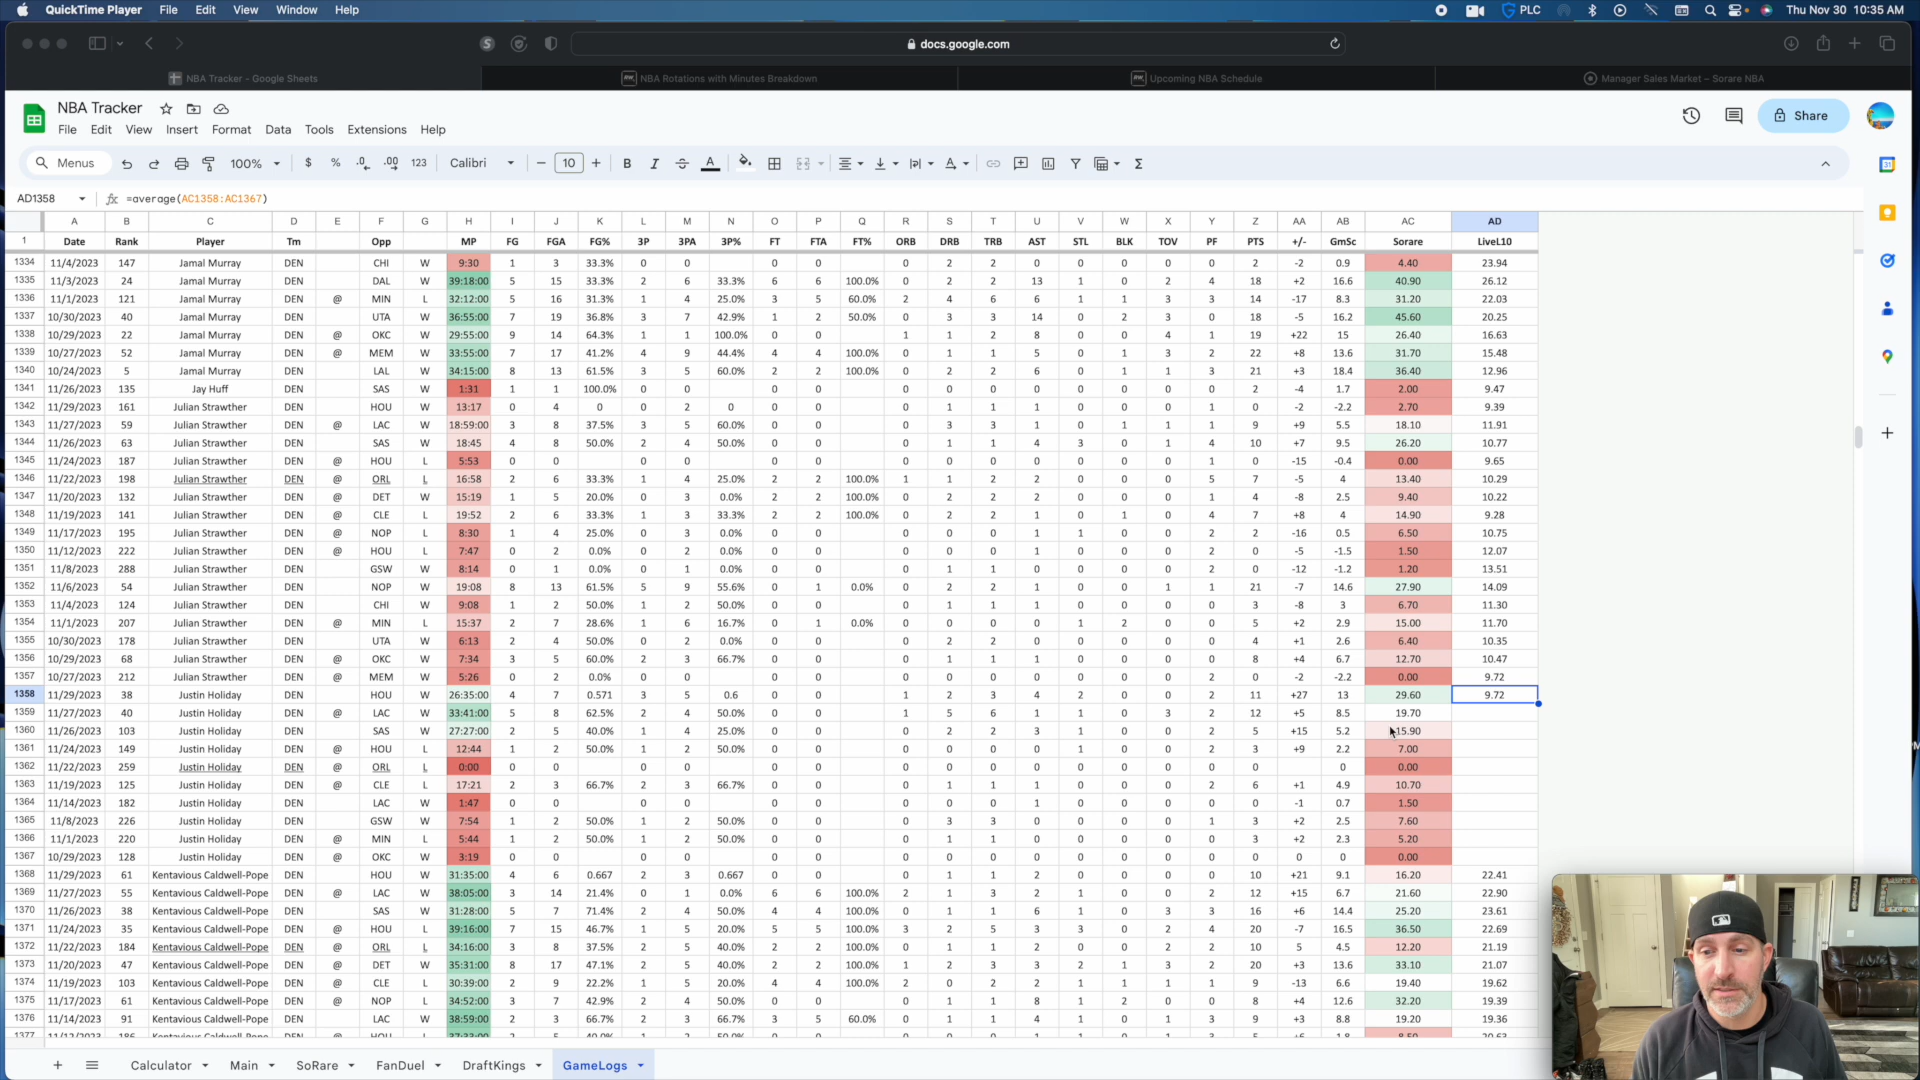 QuickTime Player File Edit View Window Help PLC Thu Nov 30 10:35 AM
docs.google.com
NBA Tracker - Google Sheets NBA Rotations with Minutes Breakdown Upcoming NBA Schedule Manager Sales Market – Sorare NBA
NBA Tracker
File Edit View Insert Format Data Tools Extensions Help Share
Menus 100% $ % .0 .00 123 Calibri − 10 + B I A Σ
AD1358 fx =average(AC1358:AC1367)
A B C D E F G H I J K L M N O P Q R S T U V W X Y Z AA AB AC AD
1 Date Rank Player Tm Opp MP FG FGA FG% 3P 3PA 3P% FT FTA FT% ORB DRB TRB AST STL BLK TOV PF PTS +/- GmSc Sorare LiveL10
1334 11/4/2023 147 Jamal Murray DEN CHI W 9:30 1 3 33.3% 0 0 0 0 0 2 2 0 0 0 0 0 2 -2 0.9 4.40 23.94
1335 11/3/2023 24 Jamal Murray DEN DAL W 39:18:00 5 15 33.3% 2 6 33.3% 6 6 100.0% 0 2 2 13 1 0 2 4 18 +2 16.6 40.90 26.12
1336 11/1/2023 121 Jamal Murray DEN @ MIN L 32:12:00 5 16 31.3% 1 4 25.0% 3 5 60.0% 2 4 6 6 1 1 3 3 14 -17 8.3 31.20 22.03
1337 10/30/2023 40 Jamal Murray DEN UTA W 36:55:00 7 19 36.8% 3 7 42.9% 1 2 50.0% 0 3 3 14 0 2 3 0 18 -5 16.2 45.60 20.25
1338 10/29/2023 22 Jamal Murray DEN @ OKC W 29:55:00 9 14 64.3% 1 1 100.0% 0 0 1 1 2 8 0 0 4 1 19 +22 15 26.40 16.63
1339 10/27/2023 52 Jamal Murray DEN @ MEM W 33:55:00 7 17 41.2% 4 9 44.4% 4 4 100.0% 0 1 1 5 0 1 3 2 22 +8 13.6 31.70 15.48
1340 10/24/2023 5 Jamal Murray DEN LAL W 34:15:00 8 13 61.5% 3 5 60.0% 2 2 100.0% 0 2 2 6 0 1 1 3 21 +3 18.4 36.40 12.96
1341 11/26/2023 135 Jay Huff DEN SAS W 1:31 1 1 100.0% 0 0 0 0 0 0 0 0 0 0 0 0 2 -4 1.7 2.00 9.47
1342 11/29/2023 161 Julian Strawther DEN HOU W 13:17 0 4 0 0 2 0 0 0 0 1 1 1 0 0 0 1 0 -2 -2.2 2.70 9.39
1343 11/27/2023 59 Julian Strawther DEN @ LAC W 18:59:00 3 8 37.5% 3 5 60.0% 0 0 0 3 3 1 0 1 1 1 9 +9 5.5 18.10 11.91
1344 11/26/2023 63 Julian Strawther DEN SAS W 18:45 4 8 50.0% 2 4 50.0% 0 0 0 1 1 4 3 0 1 4 10 +7 9.5 26.20 10.77
1345 11/24/2023 187 Julian Strawther DEN @ HOU L 5:53 0 0 0 0 0 0 0 0 0 0 0 0 0 1 0 -15 -0.4 0.00 9.65
1346 11/22/2023 198 Julian Strawther DEN @ ORL L 16:58 2 6 33.3% 1 4 25.0% 2 2 100.0% 1 1 2 2 0 0 0 5 7 -5 4 13.40 10.29
1347 11/20/2023 132 Julian Strawther DEN @ DET W 15:19 1 5 20.0% 0 3 0.0% 2 2 100.0% 0 2 2 2 0 0 0 1 4 -8 2.5 9.40 10.22
1348 11/19/2023 141 Julian Strawther DEN @ CLE L 19:52 2 6 33.3% 1 3 33.3% 2 2 100.0% 0 2 2 1 0 1 0 4 7 +8 4 14.90 9.28
1349 11/17/2023 195 Julian Strawther DEN @ NOP L 8:30 1 4 25.0% 0 3 0.0% 0 0 0 0 0 1 1 0 0 2 2 -16 0.5 6.50 10.75
1350 11/12/2023 222 Julian Strawther DEN @ HOU L 7:47 0 2 0.0% 0 2 0.0% 0 0 0 0 0 1 0 0 0 2 0 -5 -1.5 1.50 12.07
1351 11/8/2023 288 Julian Strawther DEN GSW W 8:14 0 1 0.0% 0 1 0.0% 0 0 0 1 1 0 0 0 0 2 0 -12 -1.2 1.20 13.51
1352 11/6/2023 54 Julian Strawther DEN NOP W 19:08 8 13 61.5% 5 9 55.6% 0 1 0.0% 0 2 2 1 0 0 1 1 21 -7 14.6 27.90 14.09
1353 11/4/2023 124 Julian Strawther DEN CHI W 9:08 1 2 50.0% 1 2 50.0% 0 0 0 1 1 1 0 0 0 0 3 -8 3 6.70 11.30
1354 11/1/2023 207 Julian Strawther DEN @ MIN L 15:37 2 7 28.6% 1 6 16.7% 0 1 0.0% 0 0 0 0 1 2 0 0 5 +2 2.9 15.00 11.70
1355 10/30/2023 178 Julian Strawther DEN UTA W 6:13 2 4 50.0% 0 2 0.0% 0 0 0 2 2 0 0 0 0 0 4 +1 2.6 6.40 10.35
1356 10/29/2023 68 Julian Strawther DEN @ OKC W 7:34 3 5 60.0% 2 3 66.7% 0 0 0 1 1 1 0 0 0 0 8 +4 6.7 12.70 10.47
1357 10/27/2023 212 Julian Strawther DEN @ MEM W 5:26 0 2 0.0% 0 0 0 0 0 0 0 0 0 0 0 2 0 -2 -2.2 0.00 9.72
1358 11/29/2023 38 Justin Holiday DEN HOU W 26:35:00 4 7 0.571 3 5 0.6 0 0 1 2 3 4 2 0 0 2 11 +27 13 29.60 9.72
1359 11/27/2023 40 Justin Holiday DEN @ LAC W 33:41:00 5 8 62.5% 2 4 50.0% 0 0 1 5 6 1 1 0 3 2 12 +5 8.5 19.70
1360 11/26/2023 103 Justin Holiday DEN SAS W 27:27:00 2 5 40.0% 1 4 25.0% 0 0 0 2 2 3 1 0 0 2 5 +15 5.2 15.90
1361 11/24/2023 149 Justin Holiday DEN @ HOU L 12:44 1 2 50.0% 1 2 50.0% 0 0 0 0 0 0 1 0 0 2 3 +9 2.2 7.00
1362 11/22/2023 259 Justin Holiday DEN @ ORL L 0:00 0 0 0 0 0 0 0 0 0 0 0 0 0 0 0 0 0.00
1363 11/19/2023 125 Justin Holiday DEN @ CLE L 17:21 2 3 66.7% 2 3 66.7% 0 0 0 1 1 1 0 0 0 2 6 +1 4.9 10.70
1364 11/14/2023 182 Justin Holiday DEN LAC W 1:47 0 0 0 0 0 0 0 0 0 1 0 0 0 0 0 -1 0.7 1.50
1365 11/8/2023 226 Justin Holiday DEN GSW W 7:54 1 2 50.0% 1 2 50.0% 0 0 0 3 3 0 0 0 0 1 3 +2 2.5 7.60
1366 11/1/2023 220 Justin Holiday DEN @ MIN L 5:44 1 2 50.0% 1 2 50.0% 0 0 0 1 1 0 0 0 0 0 3 +2 2.3 5.20
1367 10/29/2023 128 Justin Holiday DEN @ OKC W 3:19 0 0 0 0 0 0 0 0 0 0 0 0 0 0 0 0 0 0.00
1368 11/29/2023 61 Kentavious Caldwell-Pope DEN HOU W 31:35:00 4 6 0.667 2 3 0.667 0 0 0 1 1 2 0 0 0 0 10 +21 9.1 16.20 22.41
1369 11/27/2023 55 Kentavious Caldwell-Pope DEN @ LAC W 38:05:00 3 14 21.4% 0 1 0.0% 6 6 100.0% 2 1 3 2 1 0 0 2 12 +15 6.7 21.60 22.90
1370 11/26/2023 38 Kentavious Caldwell-Pope DEN SAS W 31:28:00 5 7 71.4% 2 4 50.0% 4 4 100.0% 0 1 1 6 1 0 3 3 16 +6 14.4 25.20 23.61
1371 11/24/2023 35 Kentavious Caldwell-Pope DEN @ HOU L 39:16:00 7 15 46.7% 1 5 20.0% 5 5 100.0% 3 2 5 3 3 0 2 4 20 -7 16.5 36.50 22.69
1372 11/22/2023 184 Kentavious Caldwell-Pope DEN @ ORL L 34:16:00 3 8 37.5% 2 5 40.0% 2 2 100.0% 0 1 1 2 0 0 2 2 10 5 4.5 12.20 21.19
1373 11/20/2023 47 Kentavious Caldwell-Pope DEN @ DET W 35:31:00 8 17 47.1% 2 5 40.0% 2 2 100.0% 1 2 3 3 2 1 3 2 20 +3 13.6 33.10 21.07
1374 11/19/2023 103 Kentavious Caldwell-Pope DEN @ CLE L 30:39:00 2 9 22.2% 1 5 20.0% 4 4 100.0% 2 0 2 2 1 1 1 1 9 -13 6.6 19.40 19.62
1375 11/17/2023 61 Kentavious Caldwell-Pope DEN @ NOP L 34:52:00 3 7 42.9% 2 4 50.0% 0 0 0 1 1 8 1 2 0 0 8 +4 12.6 32.20 19.39
1376 11/14/2023 91 Kentavious Caldwell-Pope DEN LAC W 38:59:00 2 3 66.7% 2 3 66.7% 3 5 60.0% 0 1 1 4 1 0 1 3 9 +3 8.8 19.20 19.36
+ Calculator Main SoRare FanDuel DraftKings GameLogs